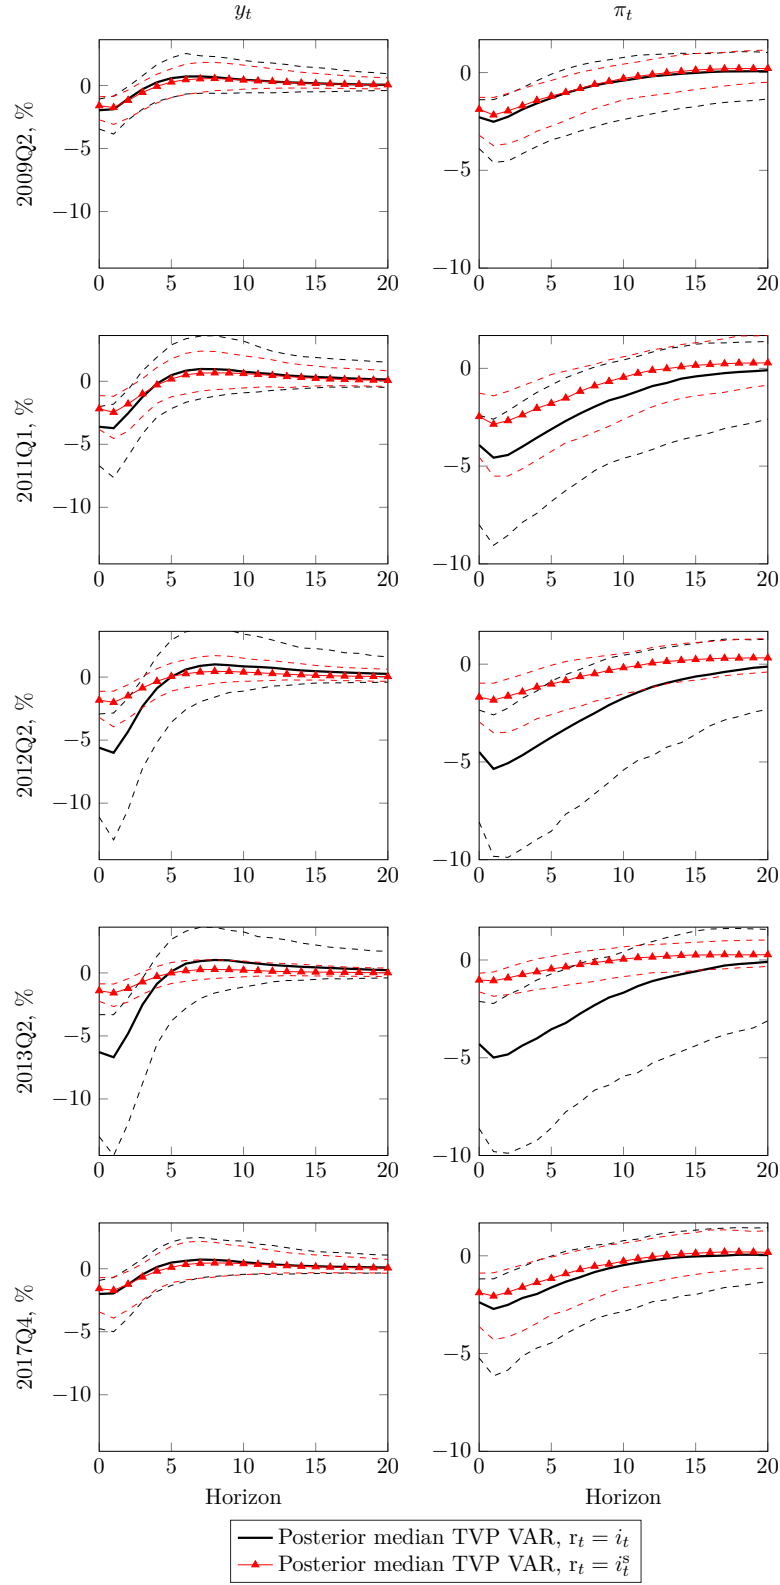 y_t π_t
2009Q2, %
0 −5 −10
0 5 10 15 20
0 −5 −10
0 5 10 15 20
2011Q1, %
0 −5 −10
0 5 10 15 20
0 −5 −10
0 5 10 15 20
2012Q2, %
0 −5 −10
0 5 10 15 20
0 −5 −10
0 5 10 15 20
2013Q2, %
0 −5 −10
0 5 10 15 20
0 −5 −10
0 5 10 15 20
2017Q4, %
0 −5 −10
0 5 10 15 20
0 −5 −10
0 5 10 15 20
Horizon Horizon
Posterior median TVP VAR, r_t = i_t
Posterior median TVP VAR, r_t = i_t^s